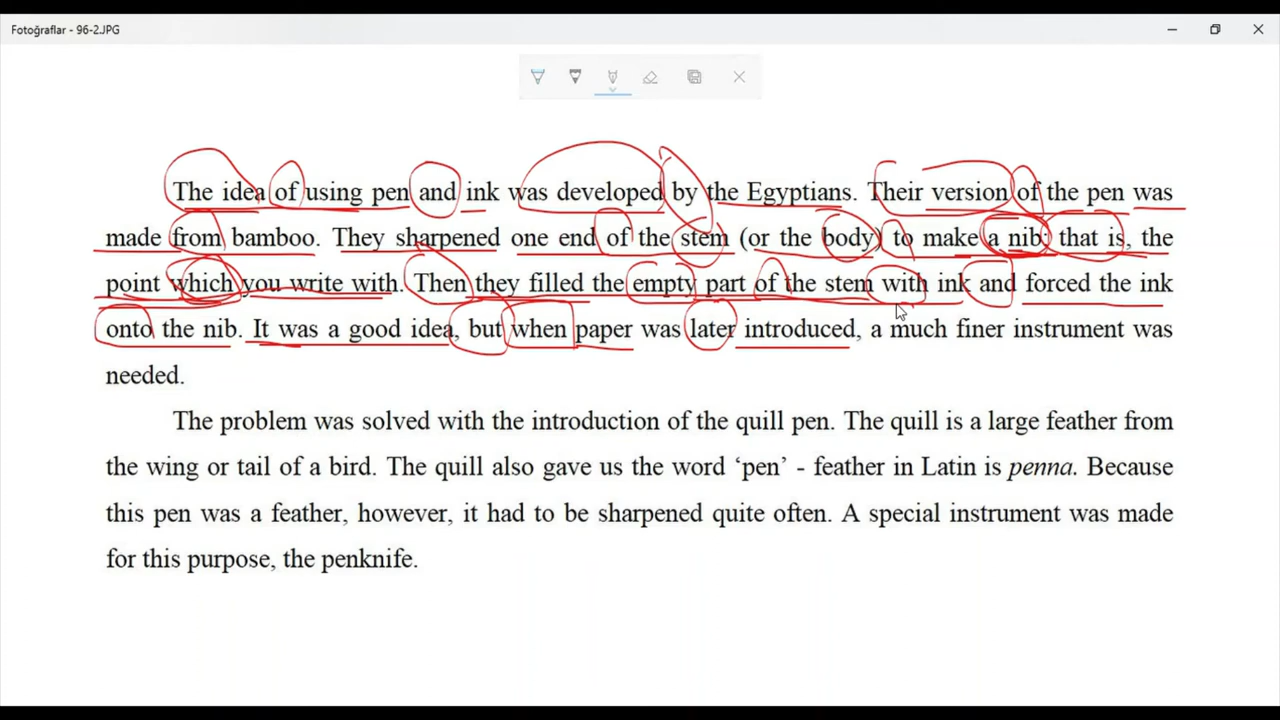 Fotoğraflar - 96-2.JPG
The idea of using pen and ink was developed by the Egyptians. Their version of the pen was
made from bamboo. They sharpened one end of the stem (or the body) to make a nib, that is, the
point which you write with. Then they filled the empty part of the stem with ink and forced the ink
onto the nib. It was a good idea, but when paper was later introduced, a much finer instrument was
needed.
The problem was solved with the introduction of the quill pen. The quill is a large feather from
the wing or tail of a bird. The quill also gave us the word ‘pen’ - feather in Latin is penna. Because
this pen was a feather, however, it had to be sharpened quite often. A special instrument was made
for this purpose, the penknife.